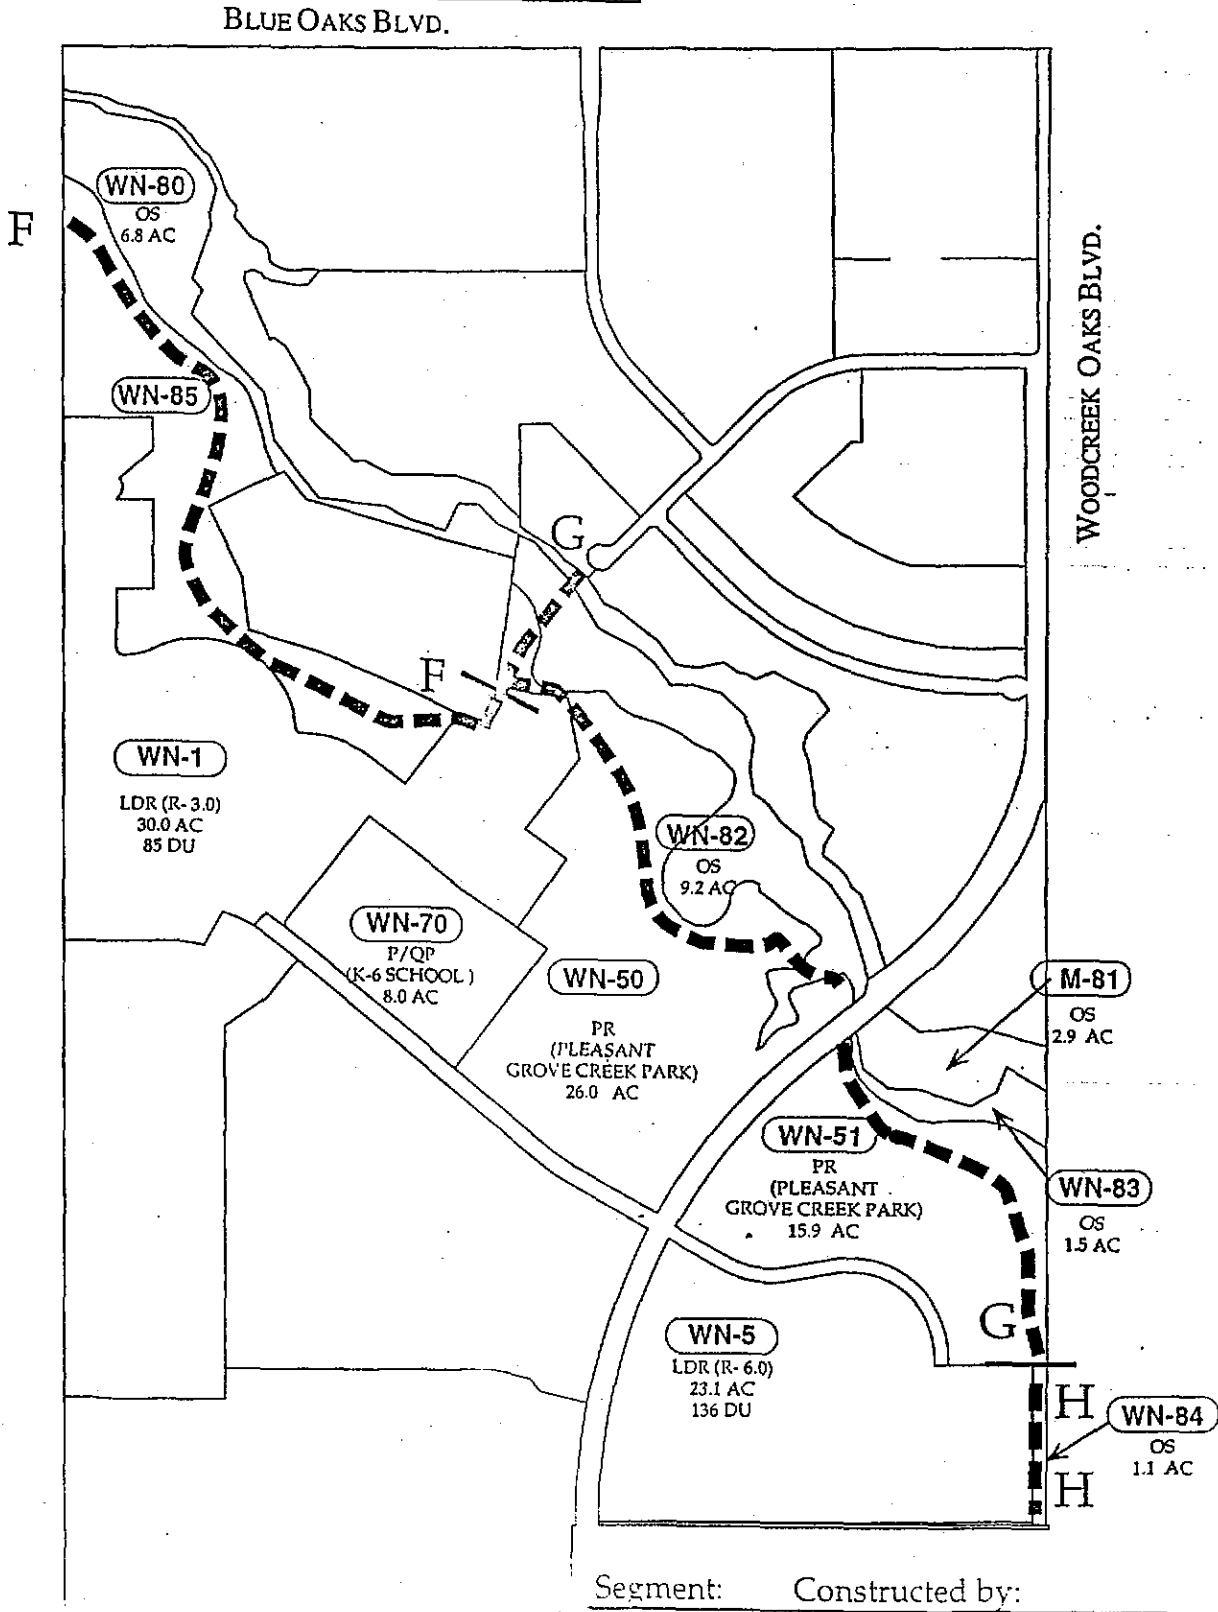 BLUE OAKS BLVD.
WN-80
OS
6.8 AC
F
WOODCREEK OAKS BLVD.
WN-85
G
F
WN-1
LDR (R- 3.0)
30.0 AC
85 DU
WN-82
OS
9.2 AC
WN-70
P/QP
(K-6 SCHOOL )
8.0 AC
WN-50
PR
(PLEASANT
GROVE CREEK PARK)
26.0 AC
M-81
OS
2.9 AC
WN-51
PR
(PLEASANT
GROVE CREEK PARK)
15.9 AC
WN-83
OS
1.5 AC
G
WN-5
LDR (R- 6.0)
23.1 AC
136 DU
H
WN-84
OS
1.1 AC
H
Segment: Constructed by: